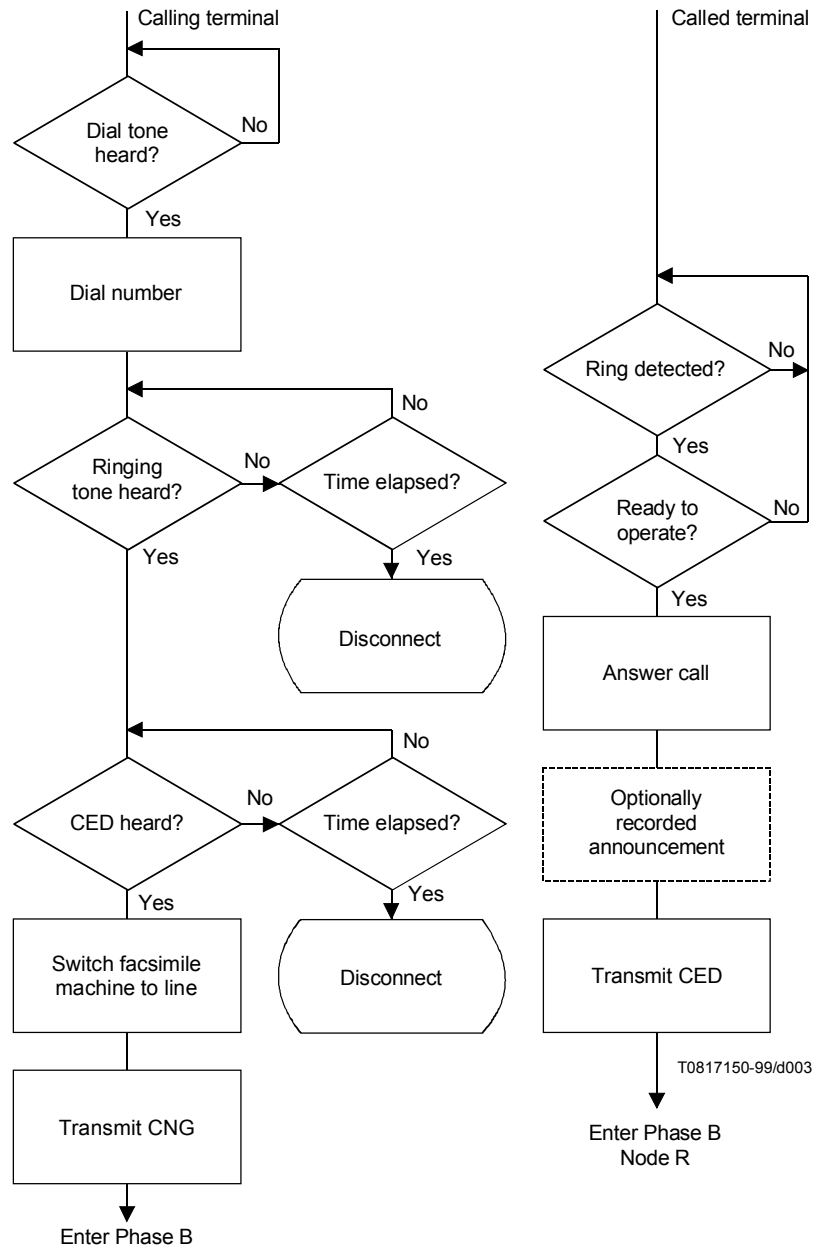 Calling terminal
Dial tone
heard?
No
Yes
Dial number
Ringing
tone heard?
No
Time elapsed?
No
Yes
Yes
Disconnect
CED heard?
No
Time elapsed?
No
Yes
Yes
Disconnect
Switch facsimile
machine to line
Transmit CNG
Enter Phase B
Called terminal
Ring detected?
No
Yes
Ready to
operate?
No
Yes
Answer call
Optionally
recorded
announcement
Transmit CED
T0817150-99/d003
Enter Phase B
Node R